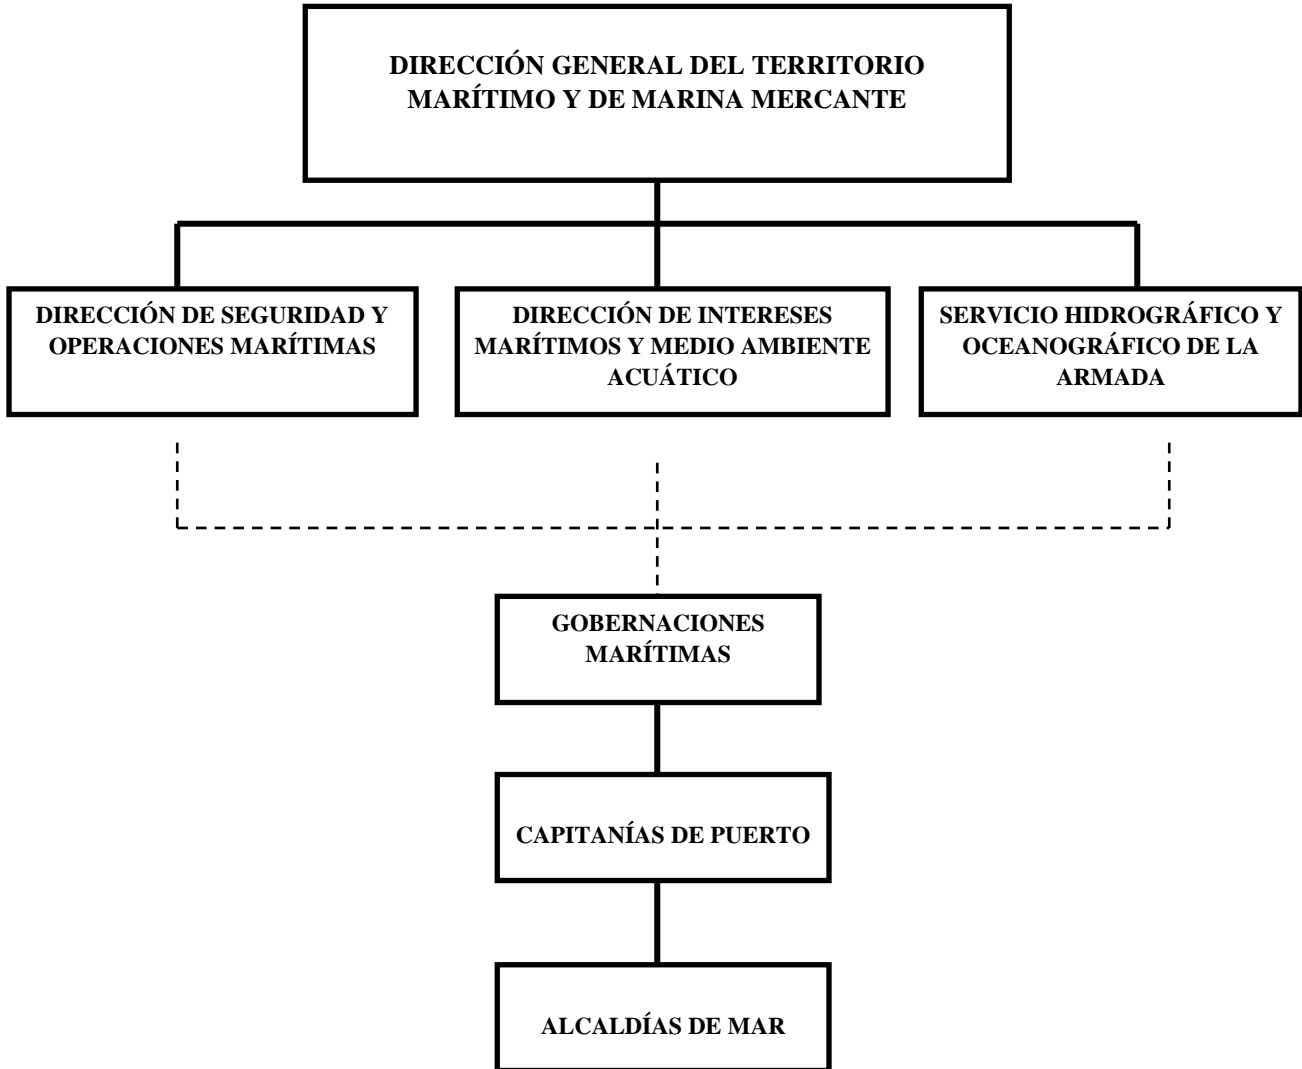 DIRECCIÓN GENERAL DEL TERRITORIO
MARÍTIMO Y DE MARINA MERCANTE
DIRECCIÓN DE SEGURIDAD Y
OPERACIONES MARÍTIMAS
DIRECCIÓN DE INTERESES
MARÍTIMOS Y MEDIO AMBIENTE
ACUÁTICO
SERVICIO HIDROGRÁFICO Y
OCEANOGRÁFICO DE LA
ARMADA
GOBERNACIONES
MARÍTIMAS
CAPITANÍAS DE PUERTO
ALCALDÍAS DE MAR